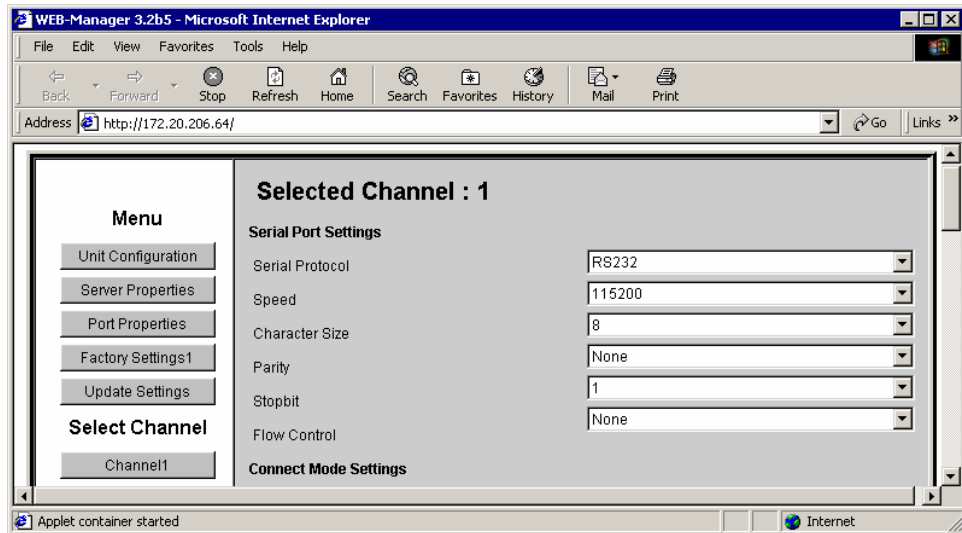 WEB-Manager 3.2b5 - Microsoft Internet Explorer
File Edit View Favorites Tools Help
Back Forward Stop Refresh Home Search Favorites History Mail Print
Address http://172.20.206.64/ Go Links »
Selected Channel : 1
Menu
Serial Port Settings
Unit Configuration
Serial Protocol RS232
Server Properties
Speed 115200
Port Properties
Character Size 8
Factory Settings1
Parity None
Update Settings
Stopbit 1
Select Channel
Flow Control None
Channel1
Connect Mode Settings
Applet container started Internet